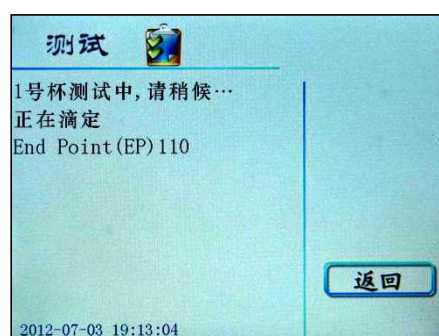 测试
1号杯测试中,请稍候…
正在滴定
End Point(EP)110
返回
2012-07-03 19:13:04